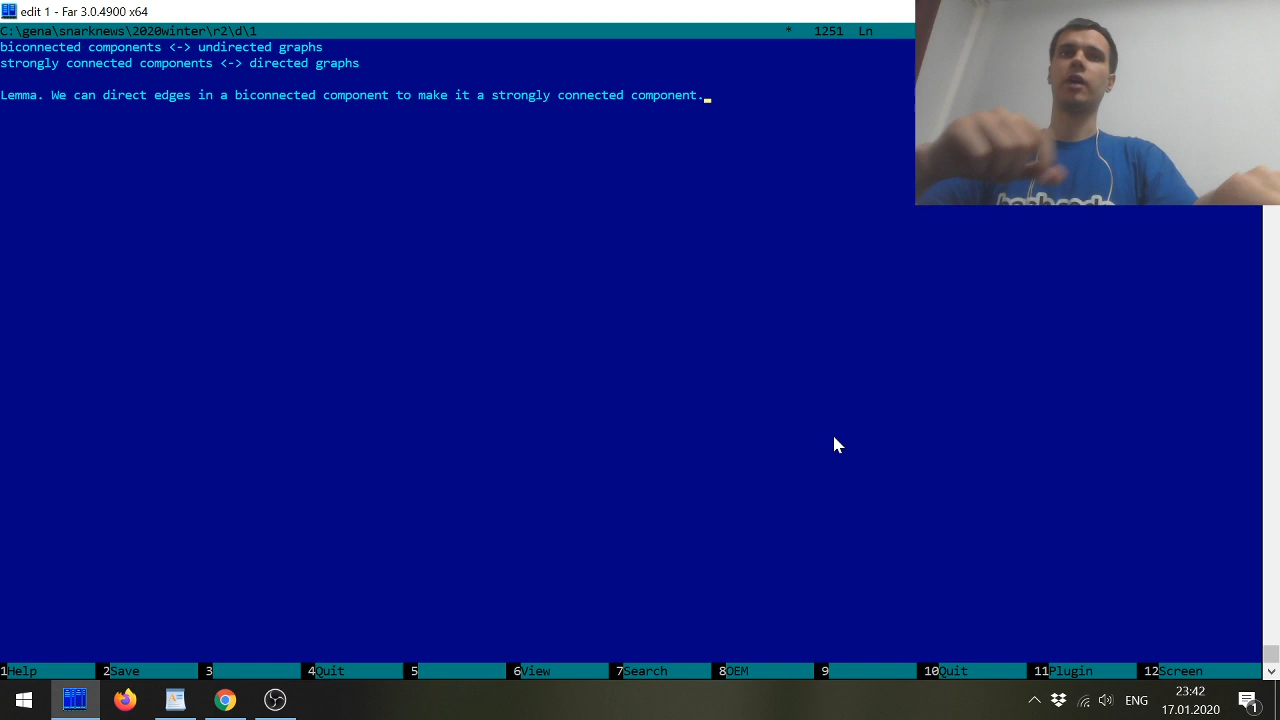 edit 1 - Far 3.0.4900 x64
C:\gena\snarknews\2020winter\r2\d\1 * 1251 Ln
biconnected components <-> undirected graphs
strongly connected components <-> directed graphs
Lemma. We can direct edges in a biconnected component to make it a strongly connected component.
1Help 2Save 3 4Quit 5 6View 7Search 8OEM 9 10Quit 11Plugin 12Screen
ENG
23:42
17.01.2020
1